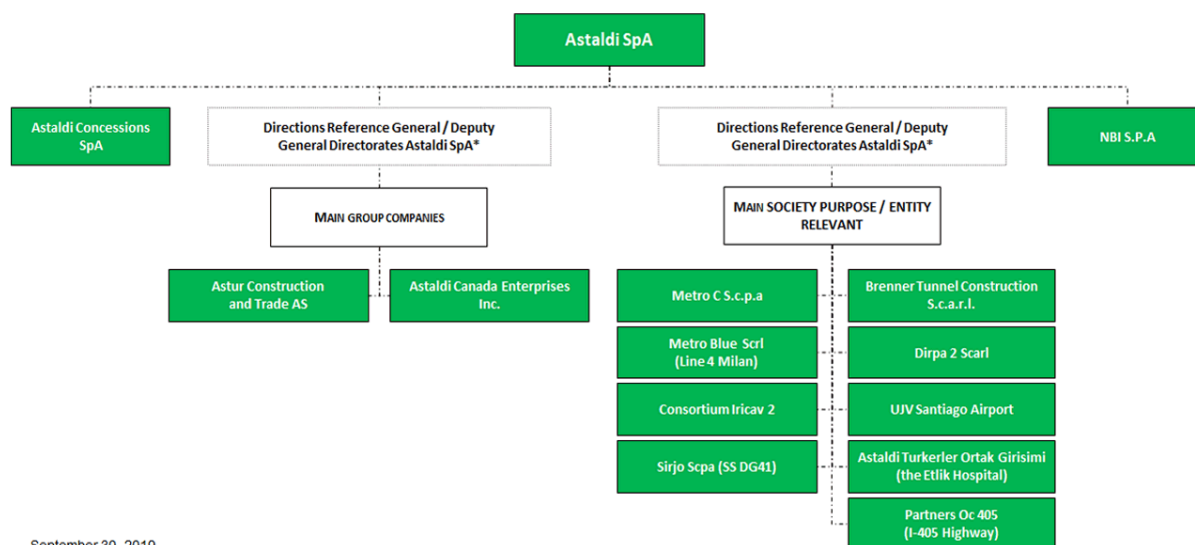 Astaldi SpA
Astaldi Concessions
SpA
Directions Reference General / Deputy
General Directorates Astaldi SpA*
Directions Reference General / Deputy
General Directorates Astaldi SpA*
NBI S.P.A
MAIN GROUP COMPANIES
MAIN SOCIETY PURPOSE / ENTITY
RELEVANT
Astur Construction
and Trade AS
Astaldi Canada Enterprises
Inc.
Metro C S.c.p.a
Brenner Tunnel Construction
S.c.a.r.l.
Metro Blue Scrl
(Line 4 Milan)
Dirpa 2 Scarl
Consortium Iricav 2
UJV Santiago Airport
Sirjo Scpa (SS DG41)
Astaldi Turkerler Ortak Girisimi
(the Etlik Hospital)
Partners Oc 405
(I-405 Highway)
September 30, 2019